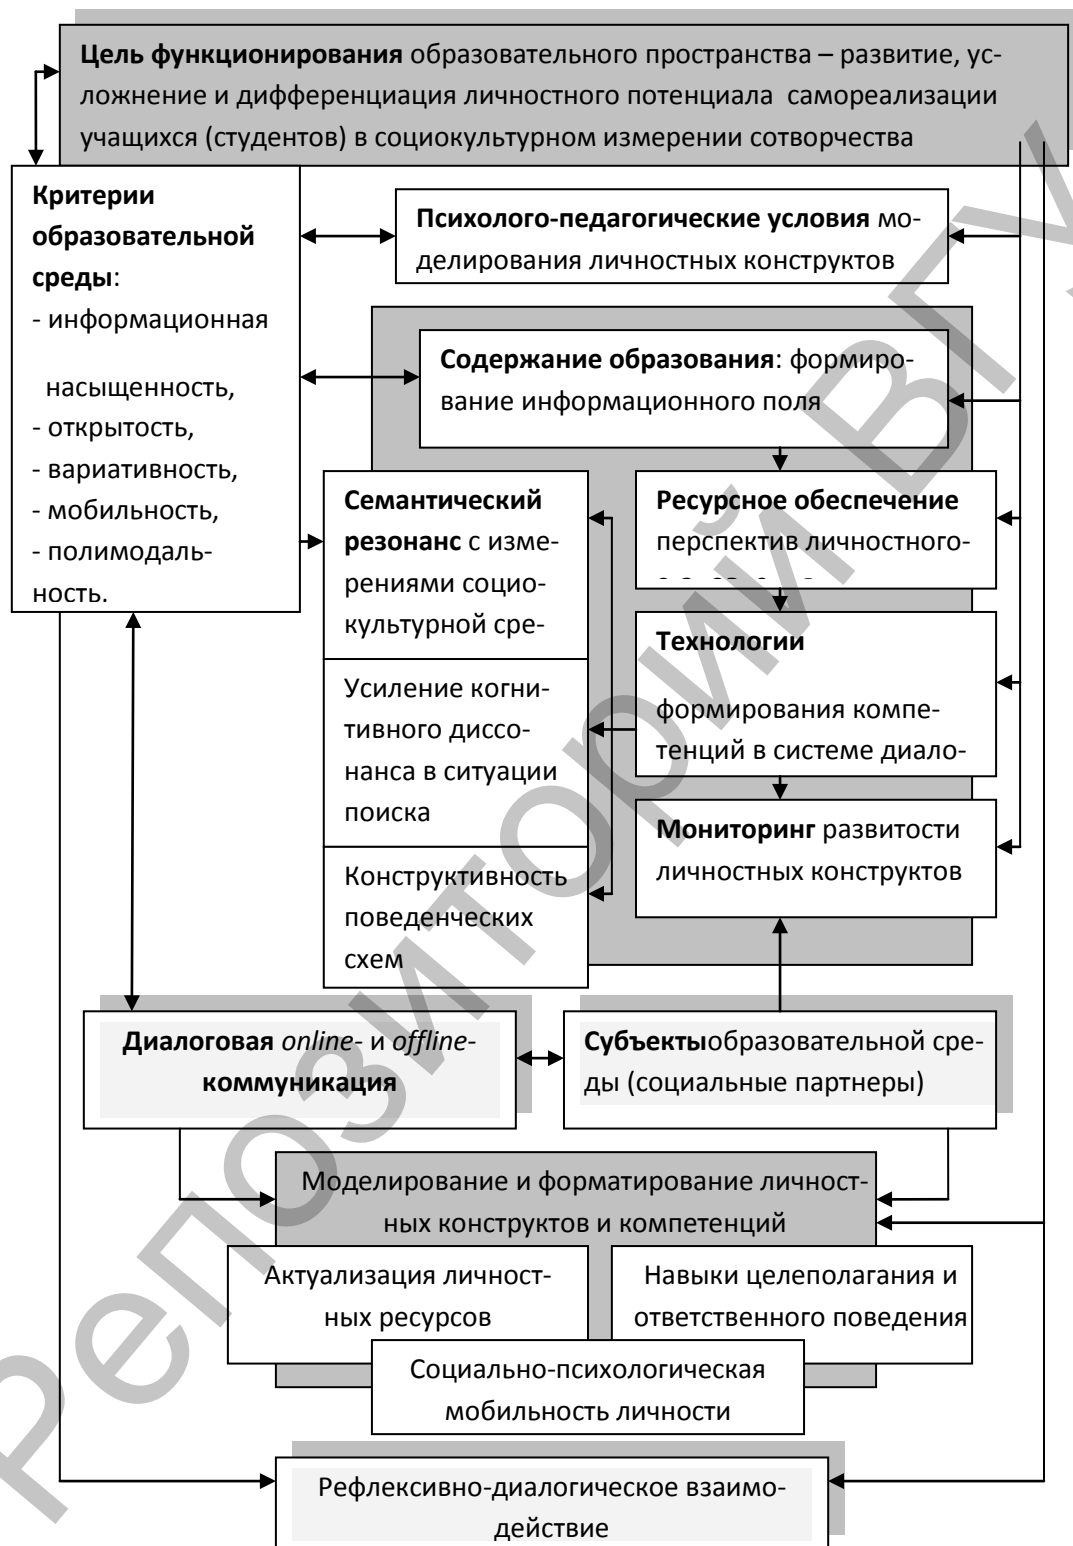 Цель функционирования образовательного пространства – развитие, ус-
ложнение и дифференциация личностного потенциала самореализации
учащихся (студентов) в социокультурном измерении сотворчества
Критерии
образовательной
среды:
- информационная
насыщенность,
- открытость,
- вариативность,
- мобильность,
- полимодаль-
ность.
Психолого-педагогические условия мо-
делирования личностных конструктов
Содержание образования: формиро-
вание информационного поля
Семантический
резонанс с изме-
рениями социо-
культурной сре-
Усиление когни-
тивного диссо-
нанса в ситуации
поиска
Конструктивность
поведенческих
схем
Ресурсное обеспечение
перспектив личностного-
Технологии
формирования компе-
тенций в системе диало-
Мониторинг развитости
личностных конструктов
Диалоговая online- и offline-
коммуникация
Субъектыобразовательной сре-
ды (социальные партнеры)
Моделирование и форматирование личност-
ных конструктов и компетенций
Актуализация личност-
ных ресурсов
Навыки целеполагания и
ответственного поведения
Социально-психологическая
мобильность личности
Рефлексивно-диалогическое взаимо-
действие
Репозиторий ВГУ